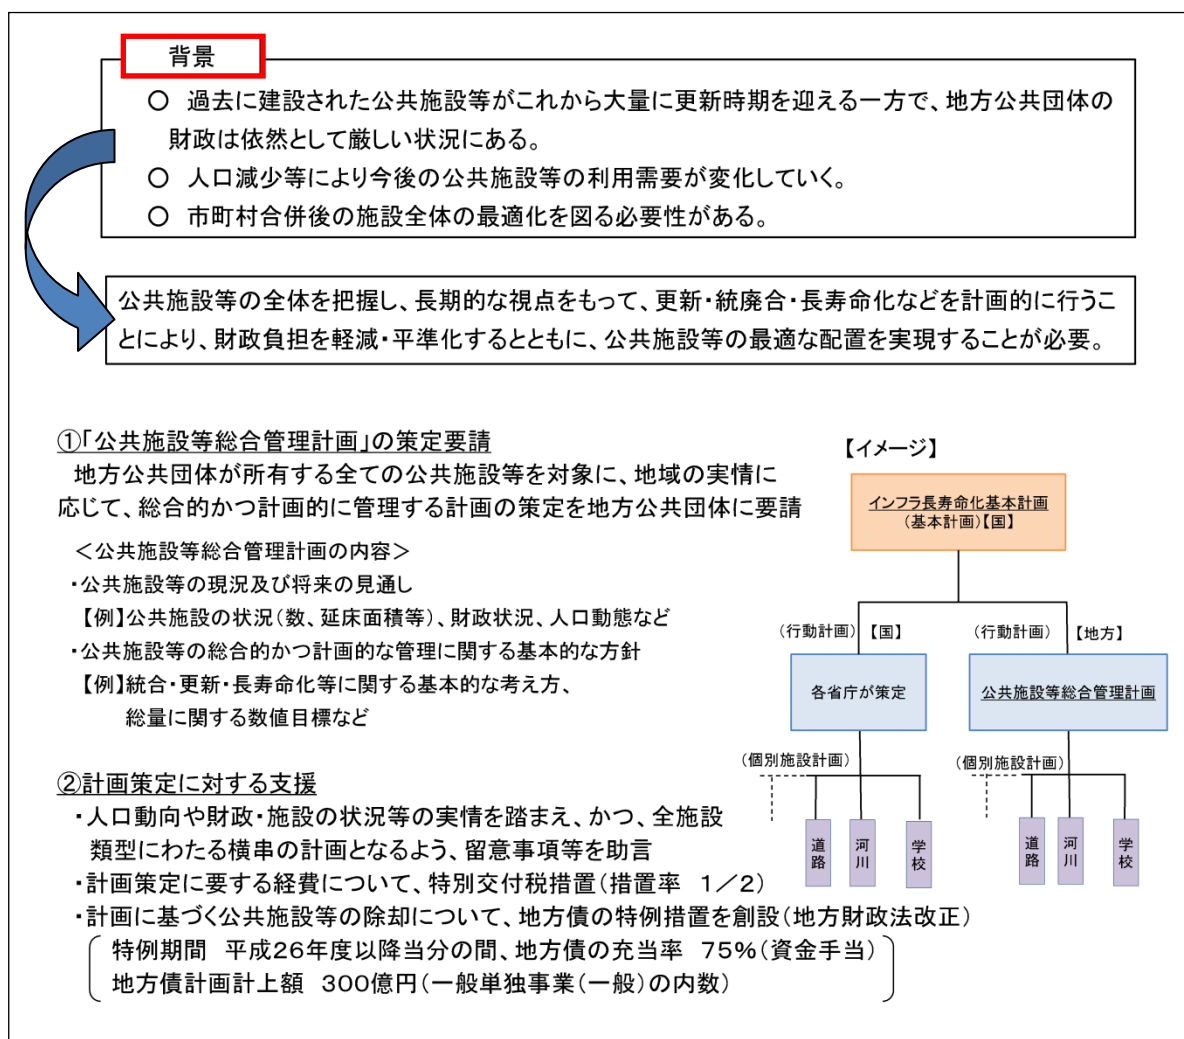 背景
○ 過去に建設された公共施設等がこれから大量に更新時期を迎える一方で、地方公共団体の
財政は依然として厳しい状況にある。
○ 人口減少等により今後の公共施設等の利用需要が変化していく。
○ 市町村合併後の施設全体の最適化を図る必要性がある。
公共施設等の全体を把握し、長期的な視点をもって、更新・統廃合・長寿命化などを計画的に行うこ
とにより、財政負担を軽減・平準化するとともに、公共施設等の最適な配置を実現することが必要。
①「公共施設等総合管理計画」の策定要請
地方公共団体が所有する全ての公共施設等を対象に、地域の実情に
応じて、総合的かつ計画的に管理する計画の策定を地方公共団体に要請
＜公共施設等総合管理計画の内容＞
・公共施設等の現況及び将来の見通し
【例】公共施設の状況（数、延床面積等）、財政状況、人口動態など
・公共施設等の総合的かつ計画的な管理に関する基本的な方針
【例】統合・更新・長寿命化等に関する基本的な考え方、
総量に関する数値目標など
②計画策定に対する支援
・人口動向や財政・施設の状況等の実情を踏まえ、かつ、全施設
類型にわたる横串の計画となるよう、留意事項等を助言
・計画策定に要する経費について、特別交付税措置（措置率 １／２）
・計画に基づく公共施設等の除却について、地方債の特例措置を創設（地方財政法改正）
特例期間 平成２６年度以降当分の間、地方債の充当率 ７５％（資金手当）
地方債計画計上額 ３００億円（一般単独事業（一般）の内数）
【イメージ】
インフラ長寿命化基本計画
（基本計画）【国】
（行動計画） 【国】
（行動計画） 【地方】
各省庁が策定
公共施設等総合管理計画
（個別施設計画）
（個別施設計画）
道路
河川
学校
道路
河川
学校